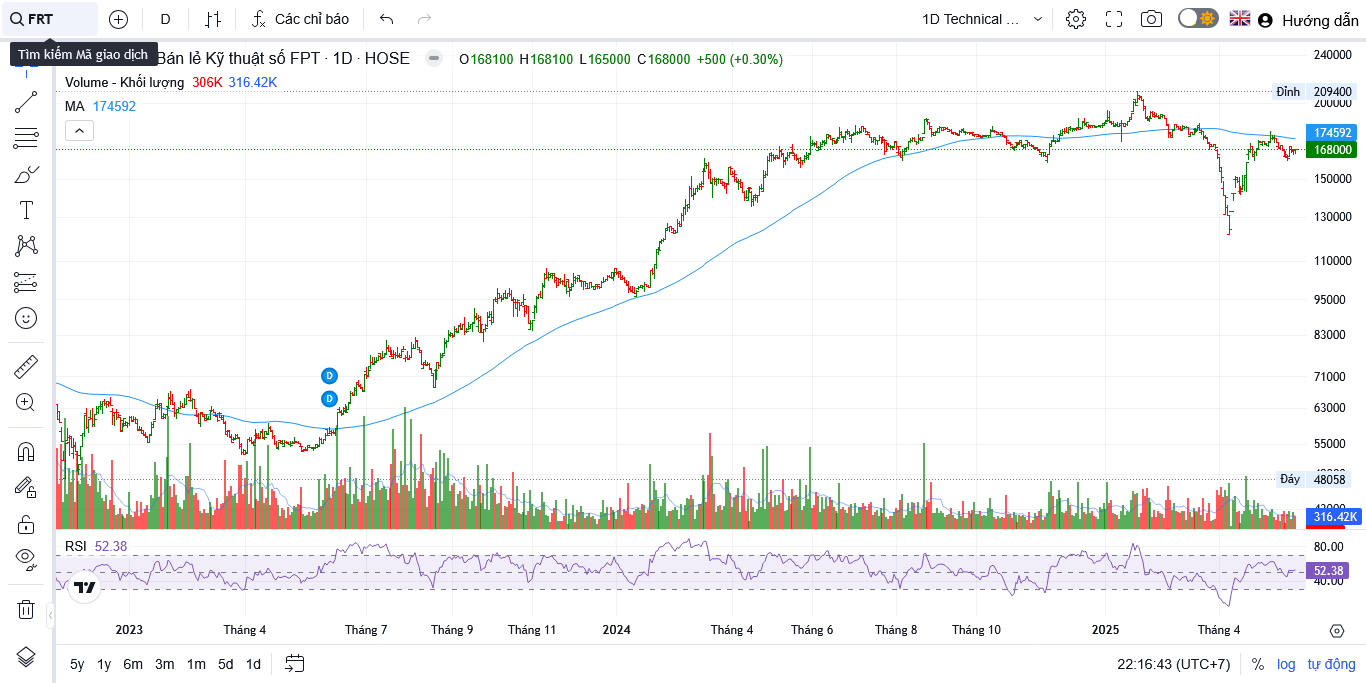 FRT
D
Các chỉ báo
1D Technical ...
Hướng dẫn
Tìm kiếm Mã giao dịch
Bán lẻ Kỹ thuật số FPT · 1D · HOSE
O168100 H168100 L165000 C168000 +500 (+0.30%)
Volume - Khối lượng 306K 316.42K
MA 174592
240000
Đỉnh 209400
200000
174592
168000
150000
130000
110000
95000
83000
71000
63000
55000
Đáy 48058
316.42K
D
D
RSI 52.38
80.00
52.38
40.00
2023 Tháng 4 Tháng 7 Tháng 9 Tháng 11 2024 Tháng 4 Tháng 6 Tháng 8 Tháng 10 2025 Tháng 4
5y 1y 6m 3m 1m 5d 1d
22:16:43 (UTC+7) % log tự động